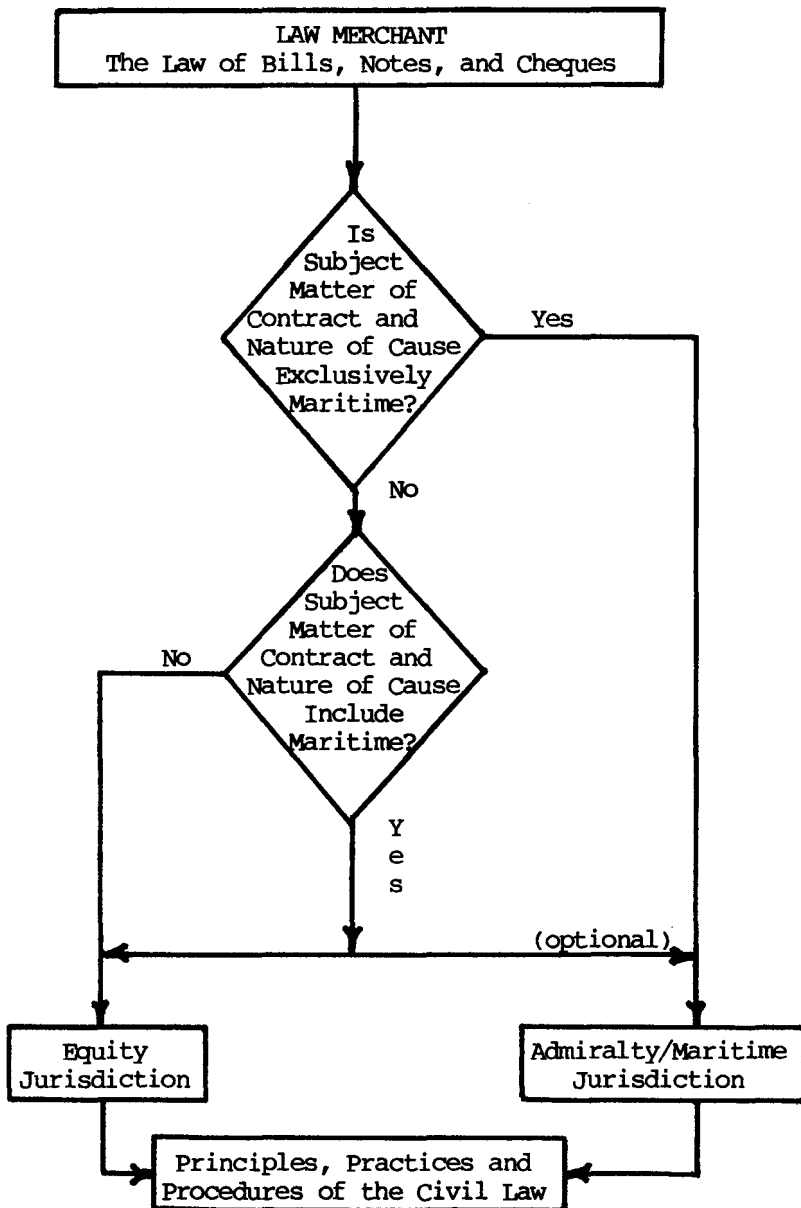 LAW MERCHANT
The Law of Bills, Notes, and Cheques
Is
Subject
Matter of
Contract and
Nature of Cause
Exclusively
Maritime?
Yes
No
Does
Subject
Matter of
Contract and
Nature of Cause
Include
Maritime?
No
Y
e
s
(optional)
Equity
Jurisdiction
Admiralty/Maritime
Jurisdiction
Principles, Practices and
Procedures of the Civil Law